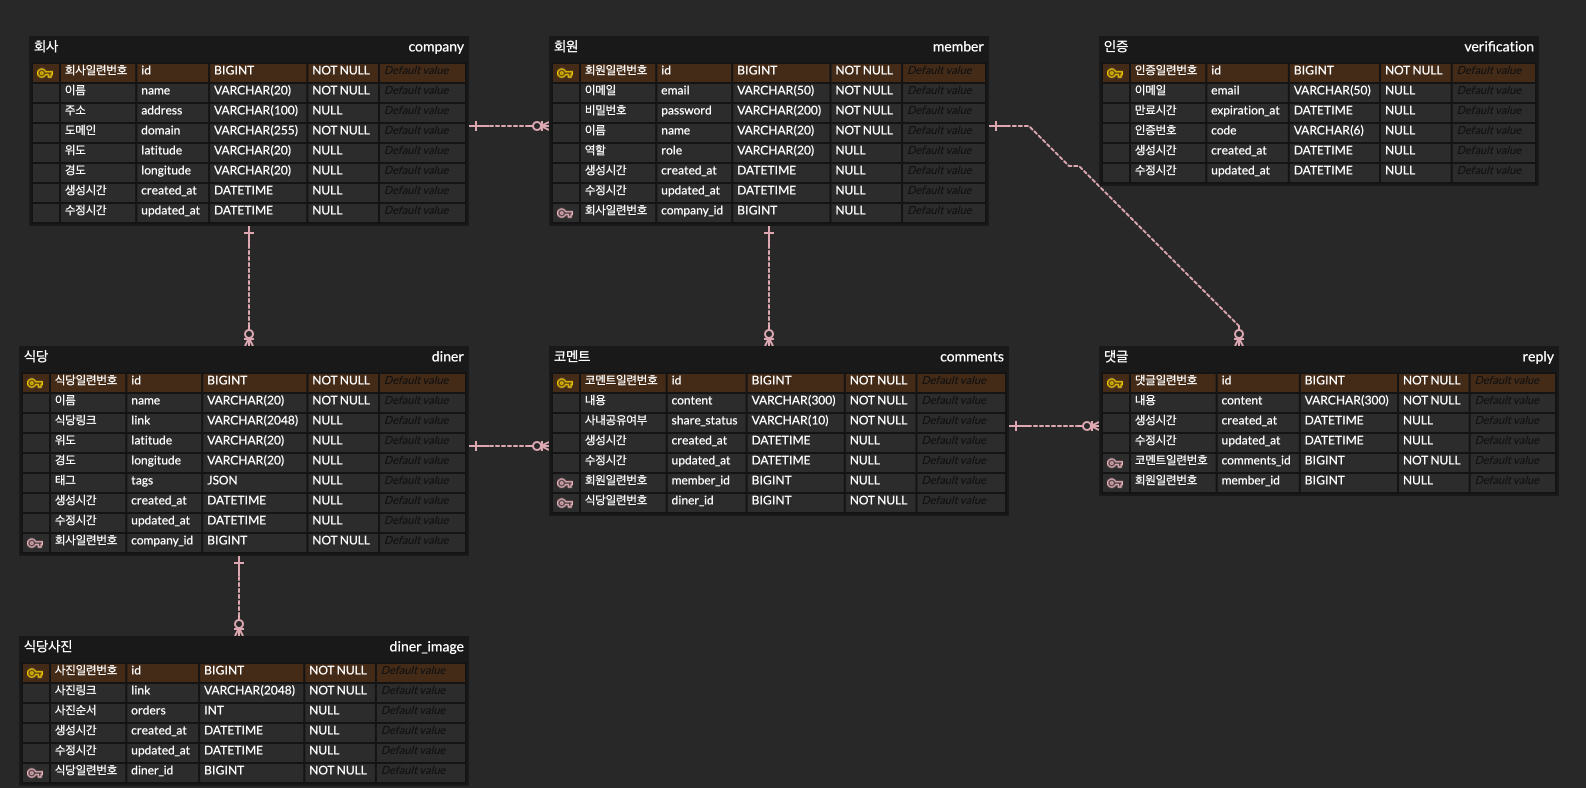 회사 company
회사일련번호 id BIGINT NOT NULL Default value
이름 name VARCHAR(20) NOT NULL Default value
주소 address VARCHAR(100) NULL Default value
도메인 domain VARCHAR(255) NOT NULL Default value
위도 latitude VARCHAR(20) NULL Default value
경도 longitude VARCHAR(20) NULL Default value
생성시간 created_at DATETIME NULL Default value
수정시간 updated_at DATETIME NULL Default value
회원 member
회원일련번호 id BIGINT NOT NULL Default value
이메일 email VARCHAR(50) NOT NULL Default value
비밀번호 password VARCHAR(200) NOT NULL Default value
이름 name VARCHAR(20) NOT NULL Default value
역할 role VARCHAR(20) NULL Default value
생성시간 created_at DATETIME NULL Default value
수정시간 updated_at DATETIME NULL Default value
회사일련번호 company_id BIGINT NULL Default value
인증 verification
인증일련번호 id BIGINT NOT NULL Default value
이메일 email VARCHAR(50) NULL Default value
만료시간 expiration_at DATETIME NULL Default value
인증번호 code VARCHAR(6) NULL Default value
생성시간 created_at DATETIME NULL Default value
수정시간 updated_at DATETIME NULL Default value
식당 diner
식당일련번호 id BIGINT NOT NULL Default value
이름 name VARCHAR(20) NOT NULL Default value
식당링크 link VARCHAR(2048) NULL Default value
위도 latitude VARCHAR(20) NULL Default value
경도 longitude VARCHAR(20) NULL Default value
태그 tags JSON NULL Default value
생성시간 created_at DATETIME NULL Default value
수정시간 updated_at DATETIME NULL Default value
회사일련번호 company_id BIGINT NOT NULL Default value
코멘트 comments
코멘트일련번호 id BIGINT NOT NULL Default value
내용 content VARCHAR(300) NOT NULL Default value
사내공유여부 share_status VARCHAR(10) NOT NULL Default value
생성시간 created_at DATETIME NULL Default value
수정시간 updated_at DATETIME NULL Default value
회원일련번호 member_id BIGINT NULL Default value
식당일련번호 diner_id BIGINT NOT NULL Default value
댓글 reply
댓글일련번호 id BIGINT NOT NULL Default value
내용 content VARCHAR(300) NOT NULL Default value
생성시간 created_at DATETIME NULL Default value
수정시간 updated_at DATETIME NULL Default value
코멘트일련번호 comments_id BIGINT NOT NULL Default value
회원일련번호 member_id BIGINT NULL Default value
식당사진 diner_image
사진일련번호 id BIGINT NOT NULL Default value
사진링크 link VARCHAR(2048) NOT NULL Default value
사진순서 orders INT NULL Default value
생성시간 created_at DATETIME NULL Default value
수정시간 updated_at DATETIME NULL Default value
식당일련번호 diner_id BIGINT NOT NULL Default value